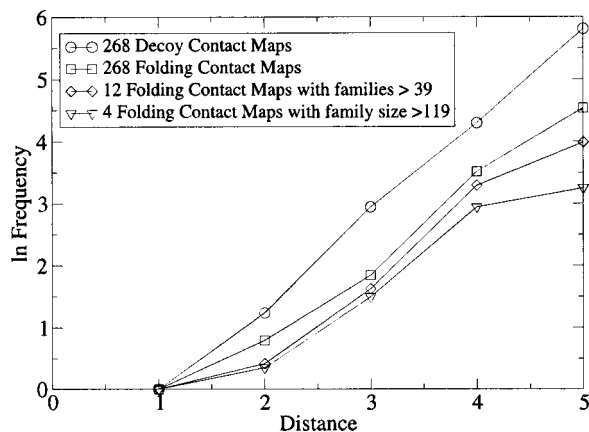 6
5
4
3
2
1
0
ln Frequency
268 Decoy Contact Maps
268 Folding Contact Maps
12 Folding Contact Maps with families > 39
4 Folding Contact Maps with family size >119
0 1 2 3 4 5
Distance